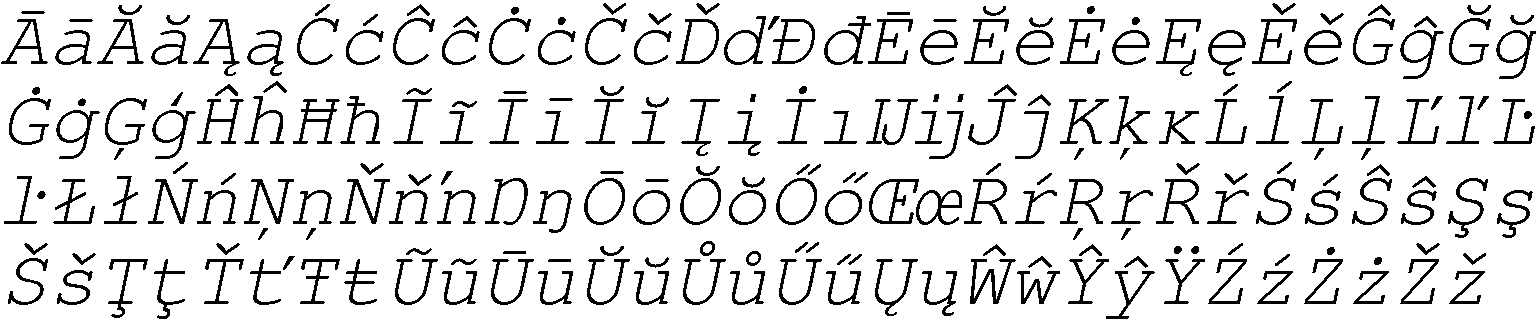 ĀāĂăĄąĆćĈĉĊċČčĎďĐđĒēĔĕĖėĘęĚěĜĝĞğ
ĠġĢģĤĥĦħĨĩĪīĬĭĮįİıĲĳĴĵĶķĸĹĺĻļĽľĿ
ŀŁłŃńŅņŇňŉŊŋŌōŎŏŐőŒœŔŕŖŗŘřŚśŜŝŞş
ŠšŢţŤťŦŧŨũŪūŬŭŮůŰűŲųŴŵŶŷŸŹźŻżŽž